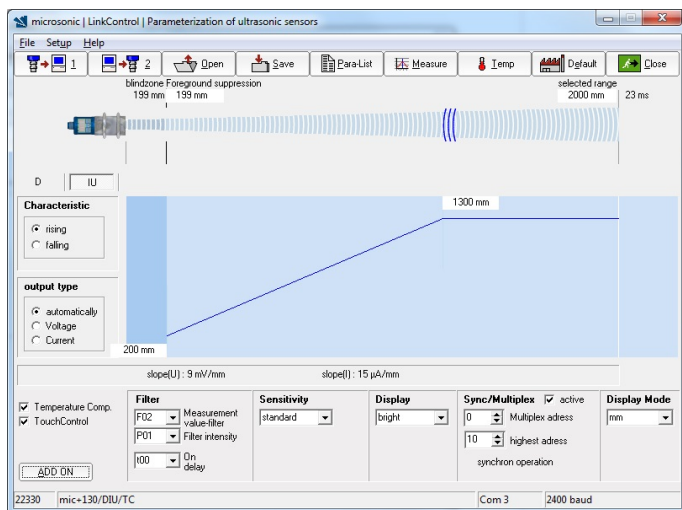 microsonic | LinkControl | Parameterization of ultrasonic sensors
File Setup Help
1 2 Open Save Para-List Measure Temp Default Close
blindzone Foreground suppression selected range
199 mm 199 mm 2000 mm 23 ms
D IU
Characteristic
rising
falling
1300 mm
output type
automatically
Voltage
Current
200 mm
slope(U) : 9 mV/mm slope(I) : 15 µA/mm
Temperature Comp.
TouchControl
ADD ON
Filter
F02 Measurement value-filter
P01 Filter intensity
t00 On delay
Sensitivity
standard
Display
bright
Sync/Multiplex active
0 Multiplex adress
10 highest adress
synchron operation
Display Mode
mm
22330 mic+130/DIU/TC Com 3 2400 baud